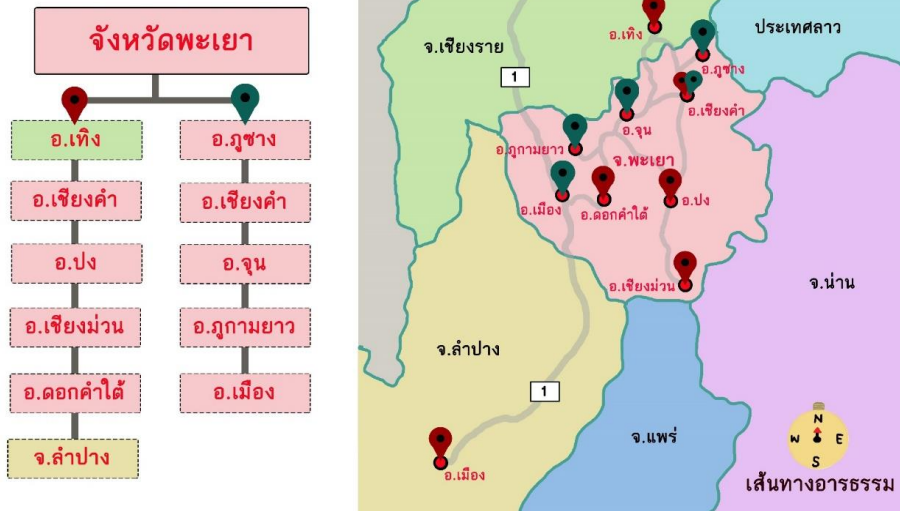 จังหวัดพะเยา
อ.เทิง
อ.เชียงคำ
อ.ปง
อ.เชียงม่วน
อ.ดอกคำใต้
จ.ลำปาง
อ.ภูซาง
อ.เชียงคำ
อ.จุน
อ.ภูกามยาว
อ.เมือง
จ.เชียงราย
อ.เทิง
ประเทศลาว
อ.ภูซาง
1
อ.เชียงคำ
อ.จุน
อ.ภูกามยาว
จ.พะเยา
อ.เมือง
อ.ดอกคำใต้
อ.ปง
อ.เชียงม่วน
จ.น่าน
จ.ลำปาง
1
จ.แพร่
อ.เมือง
N
W E
S
เส้นทางอารธรรม